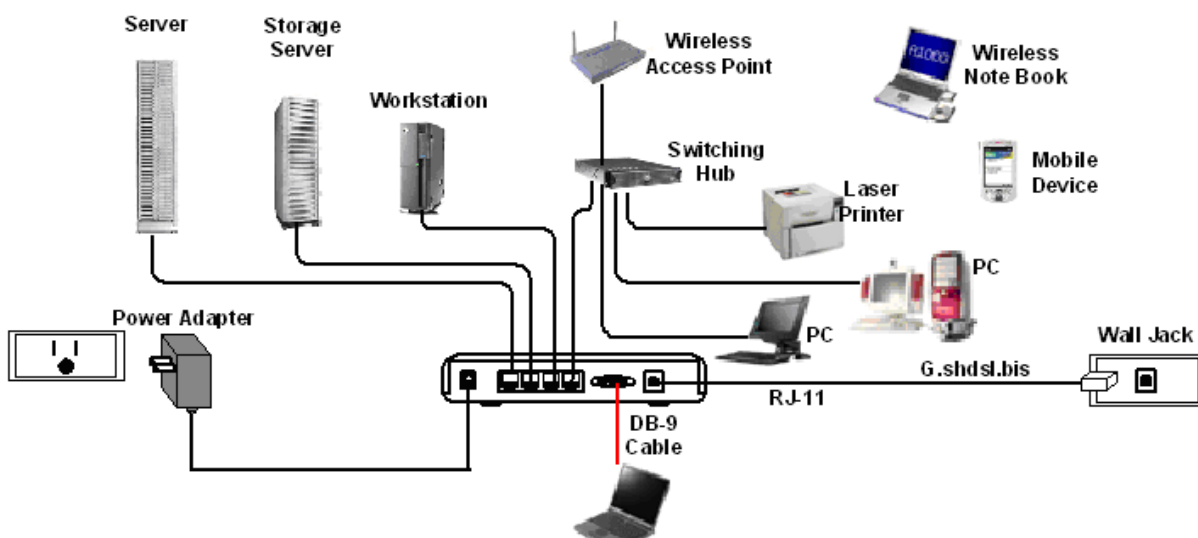 Server
Storage
Server
Workstation
Wireless
Access Point
Wireless
Note Book
Switching
Hub
Mobile
Device
Laser
Printer
PC
PC
Power Adapter
Wall Jack
G.shdsl.bis
RJ-11
DB-9
Cable